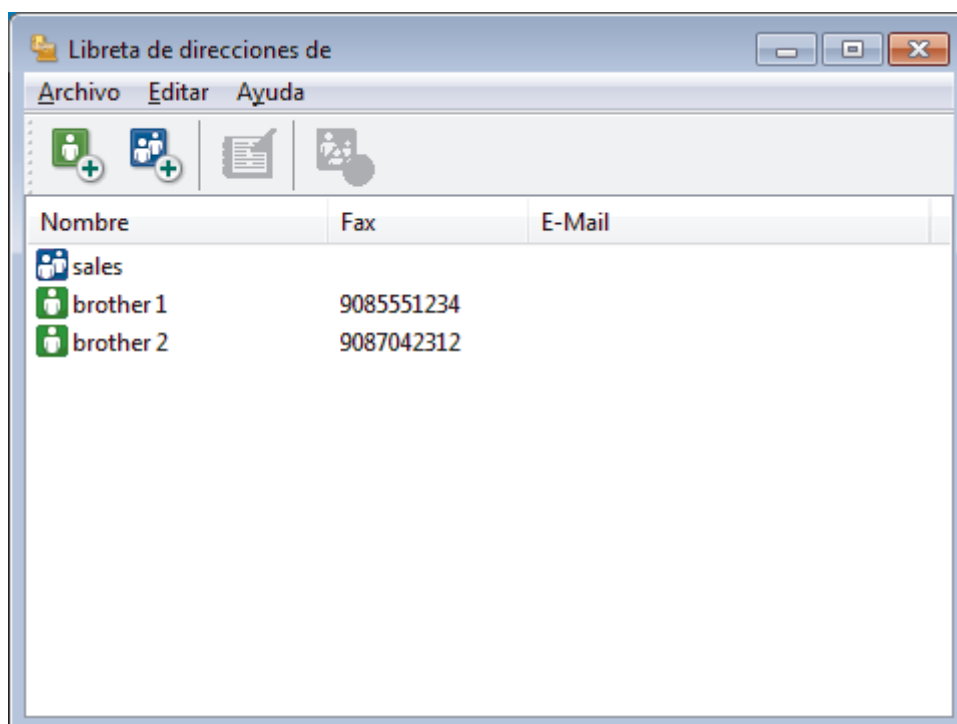 Libreta de direcciones de
Archivo Editar Ayuda
Nombre Fax E-Mail
sales
brother 1 9085551234
brother 2 9087042312